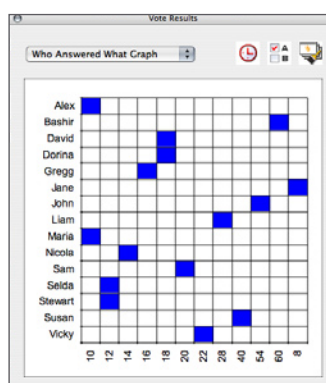 Vote Results
Who Answered What Graph
A
B
Alex
Bashir
David
Dorina
Gregg
Jane
John
Liam
Maria
Nicola
Sam
Selda
Stewart
Susan
Vicky
10 12 14 16 18 20 22 28 40 54 60 8